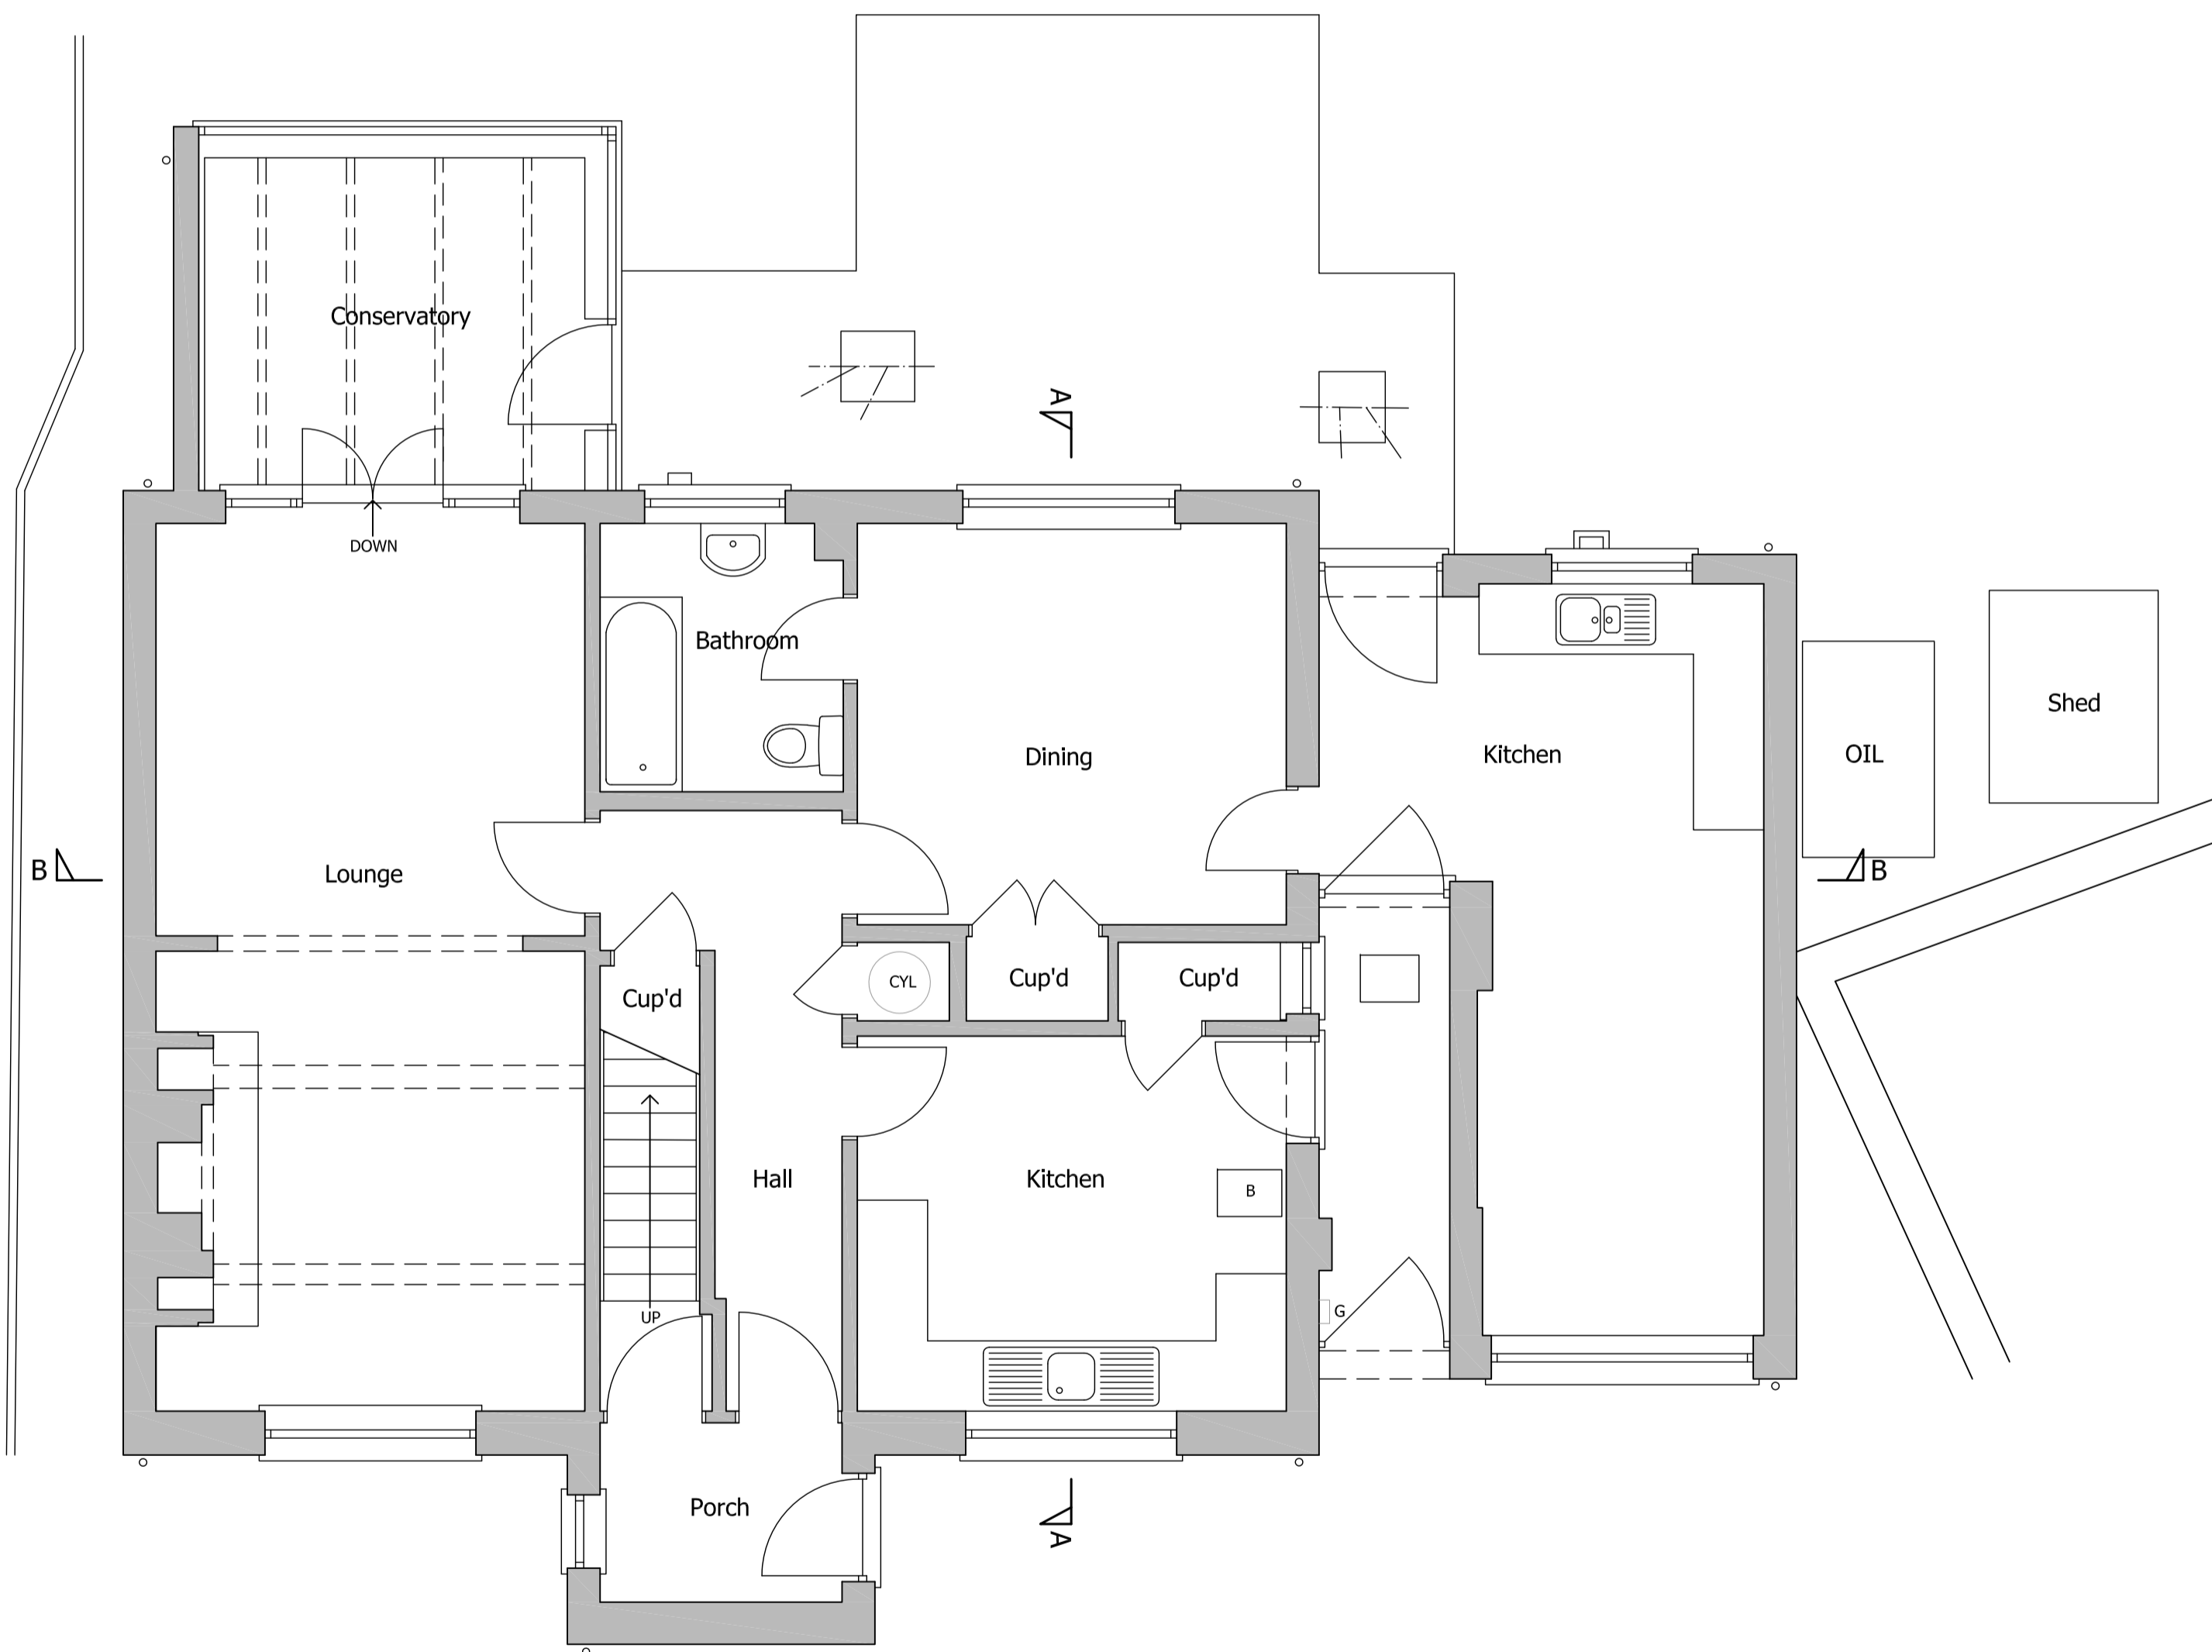 Conservatory
A
DOWN
Bathroom
Shed
Dining
Kitchen
OIL
Lounge
B
B
Cup'd
Cup'd
CYL
Cup'd
Hall
Kitchen
B
G
UP
Porch
A